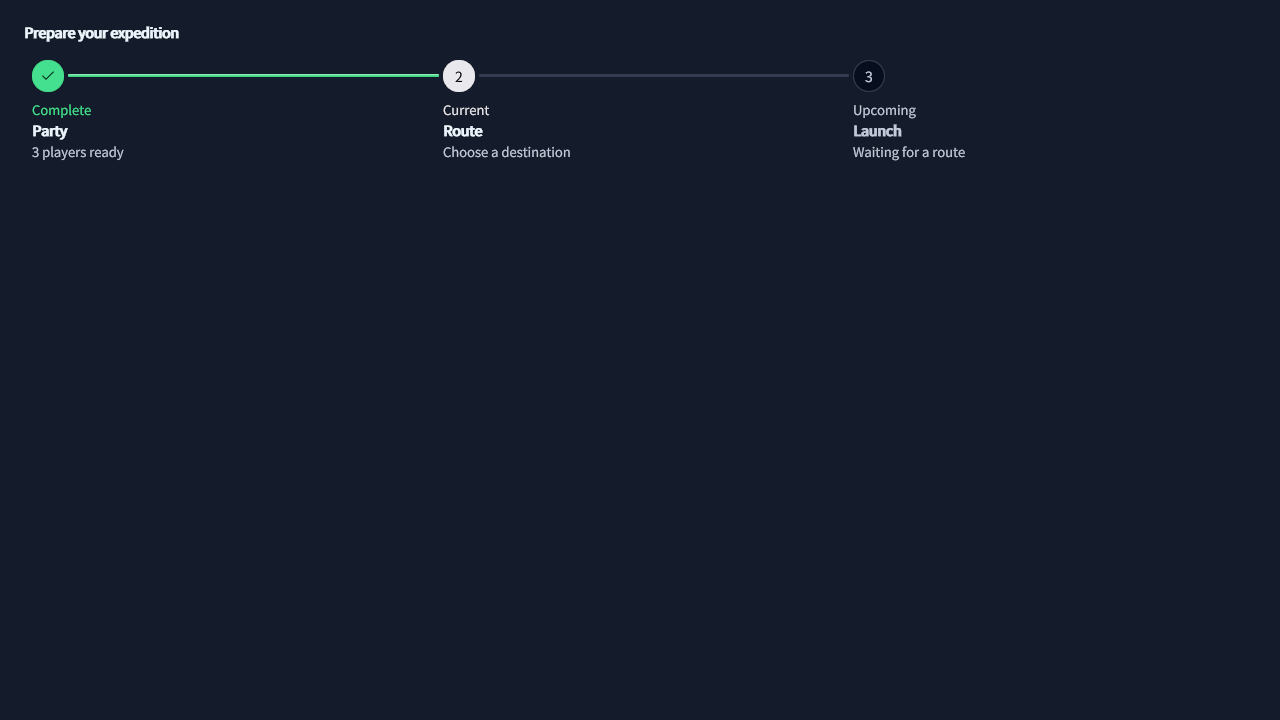 Prepare your expedition
2
3
Complete
Current
Upcoming
Party
Route
Launch
3 players ready
Choose a destination
Waiting for a route